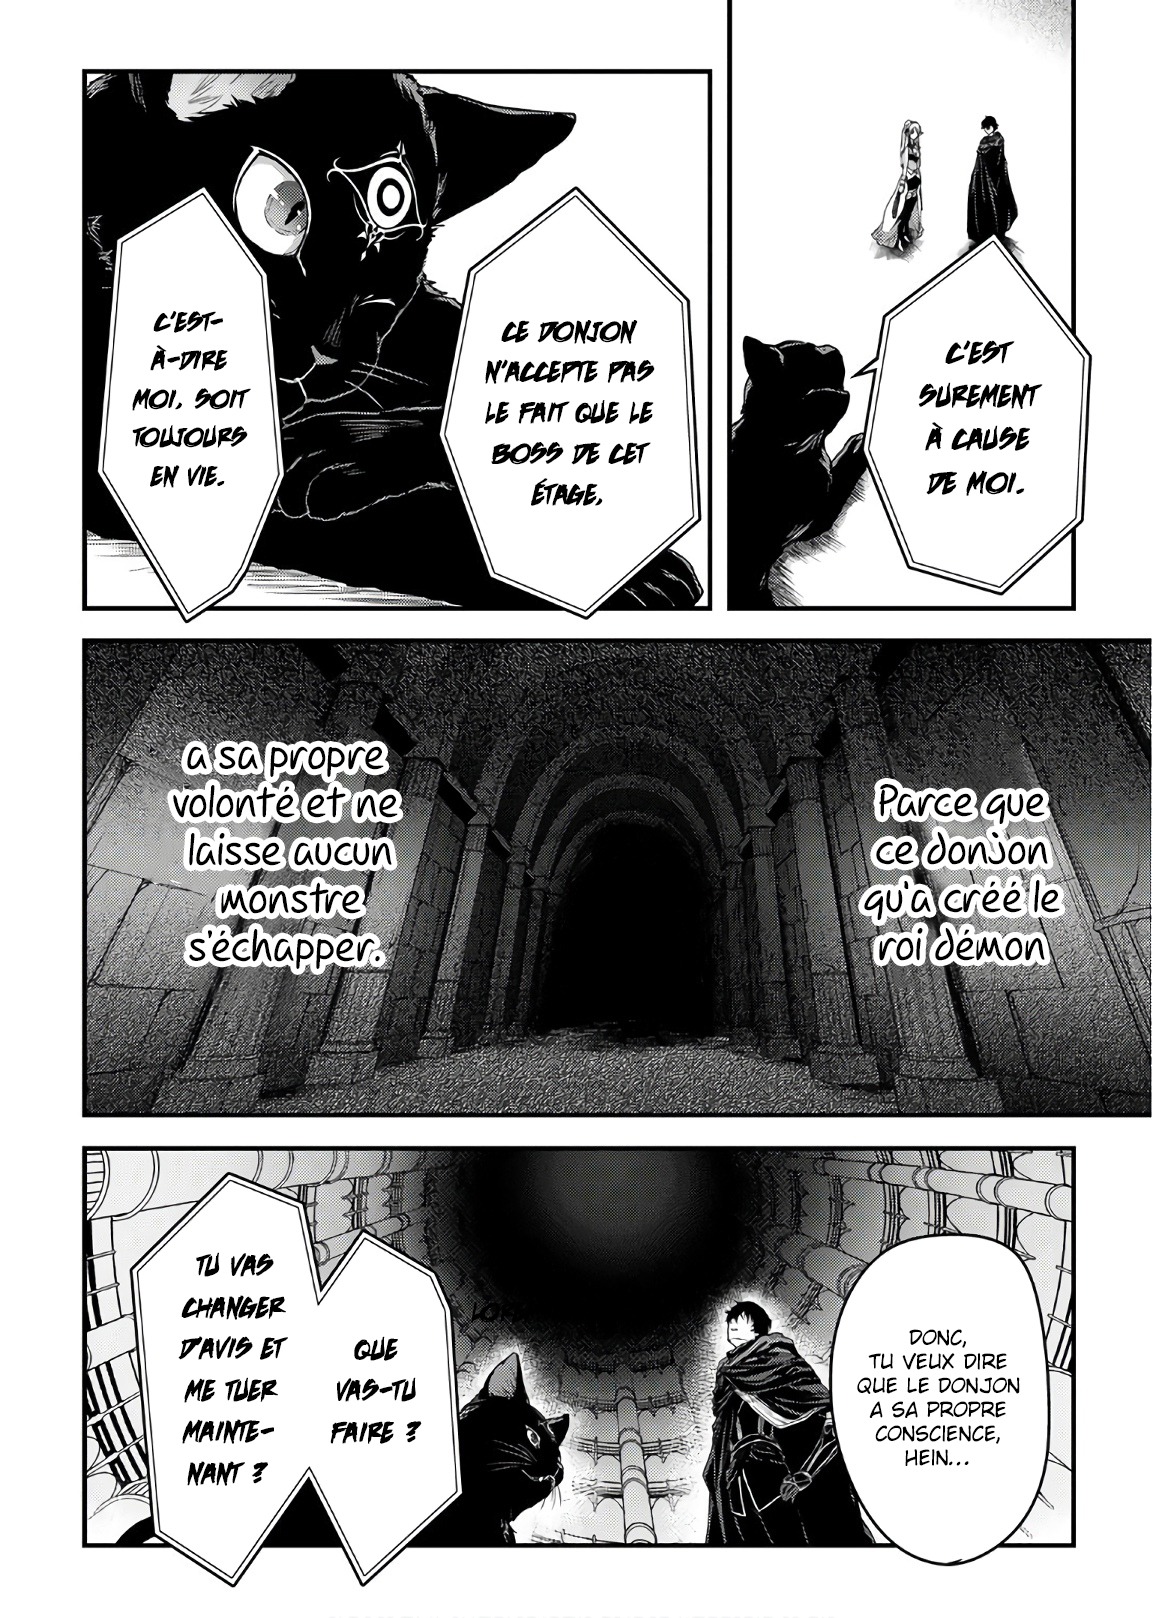 C'EST
SUREMENT
À CAUSE
DE MOI.
CE DONJON
N'ACCEPTE PAS
LE FAIT QUE LE
BOSS DE CET
ÉTAGE,
C'EST-
À-DIRE
MOI, SOIT
TOUJOURS
EN VIE.
Parce que
ce donjon
qu'a créé le
roi démon
a sa propre
volonté et ne
laisse aucun
monstre
s'échapper.
DONC,
TU VEUX DIRE
QUE LE DONJON
A SA PROPRE
CONSCIENCE,
HEIN...
QUE
VAS-TU
FAIRE ?
TU VAS
CHANGER
D'AVIS ET
ME TUER
MAINTE-
NANT ?